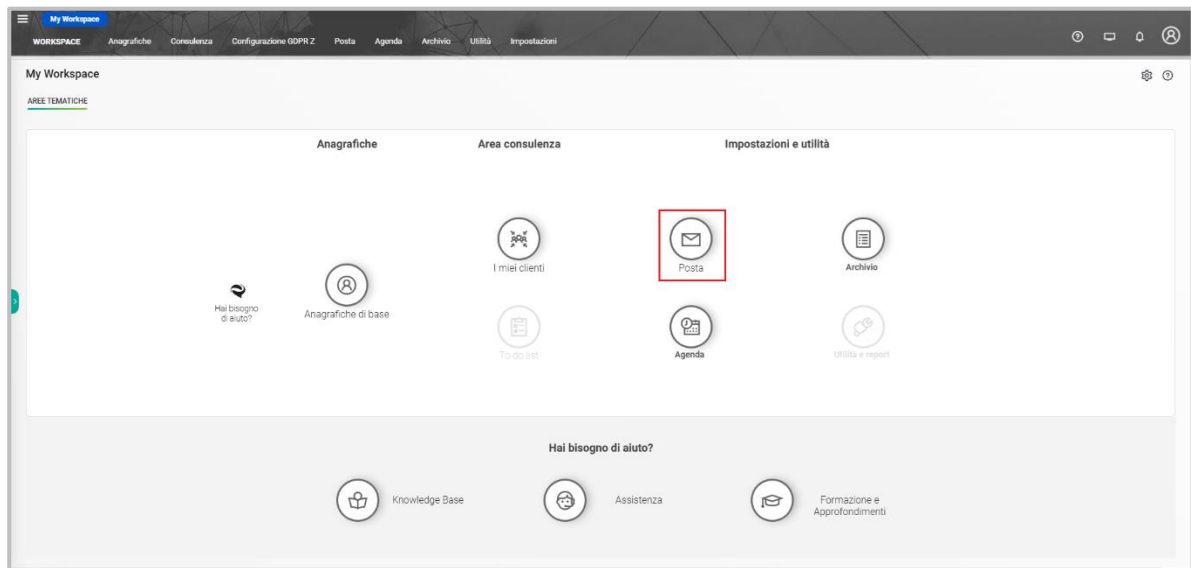 My Workspace
WORKSPACE Anagrafiche Consulenza Configurazione GDPR Z Posta Agenda Archivio Utilità Impostazioni
My Workspace
AREE TEMATICHE
Anagrafiche Area consulenza Impostazioni e utilità
I miei clienti Posta Archivio
Hai bisogno
di aiuto?
Anagrafiche di base
To do list Agenda Utilità e report
Hai bisogno di aiuto?
Knowledge Base Assistenza Formazione e
Approfondimenti